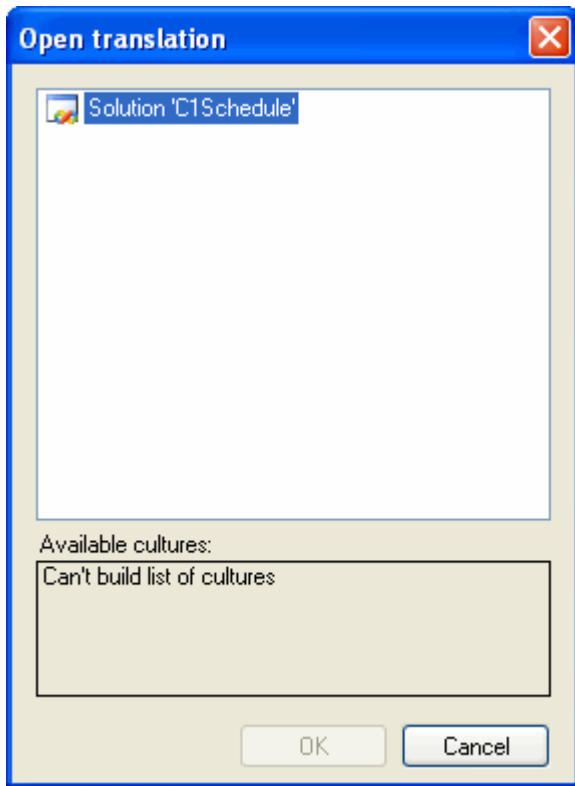 Open translation
Solution 'C1Schedule'
Available cultures:
Can't build list of cultures
OK
Cancel